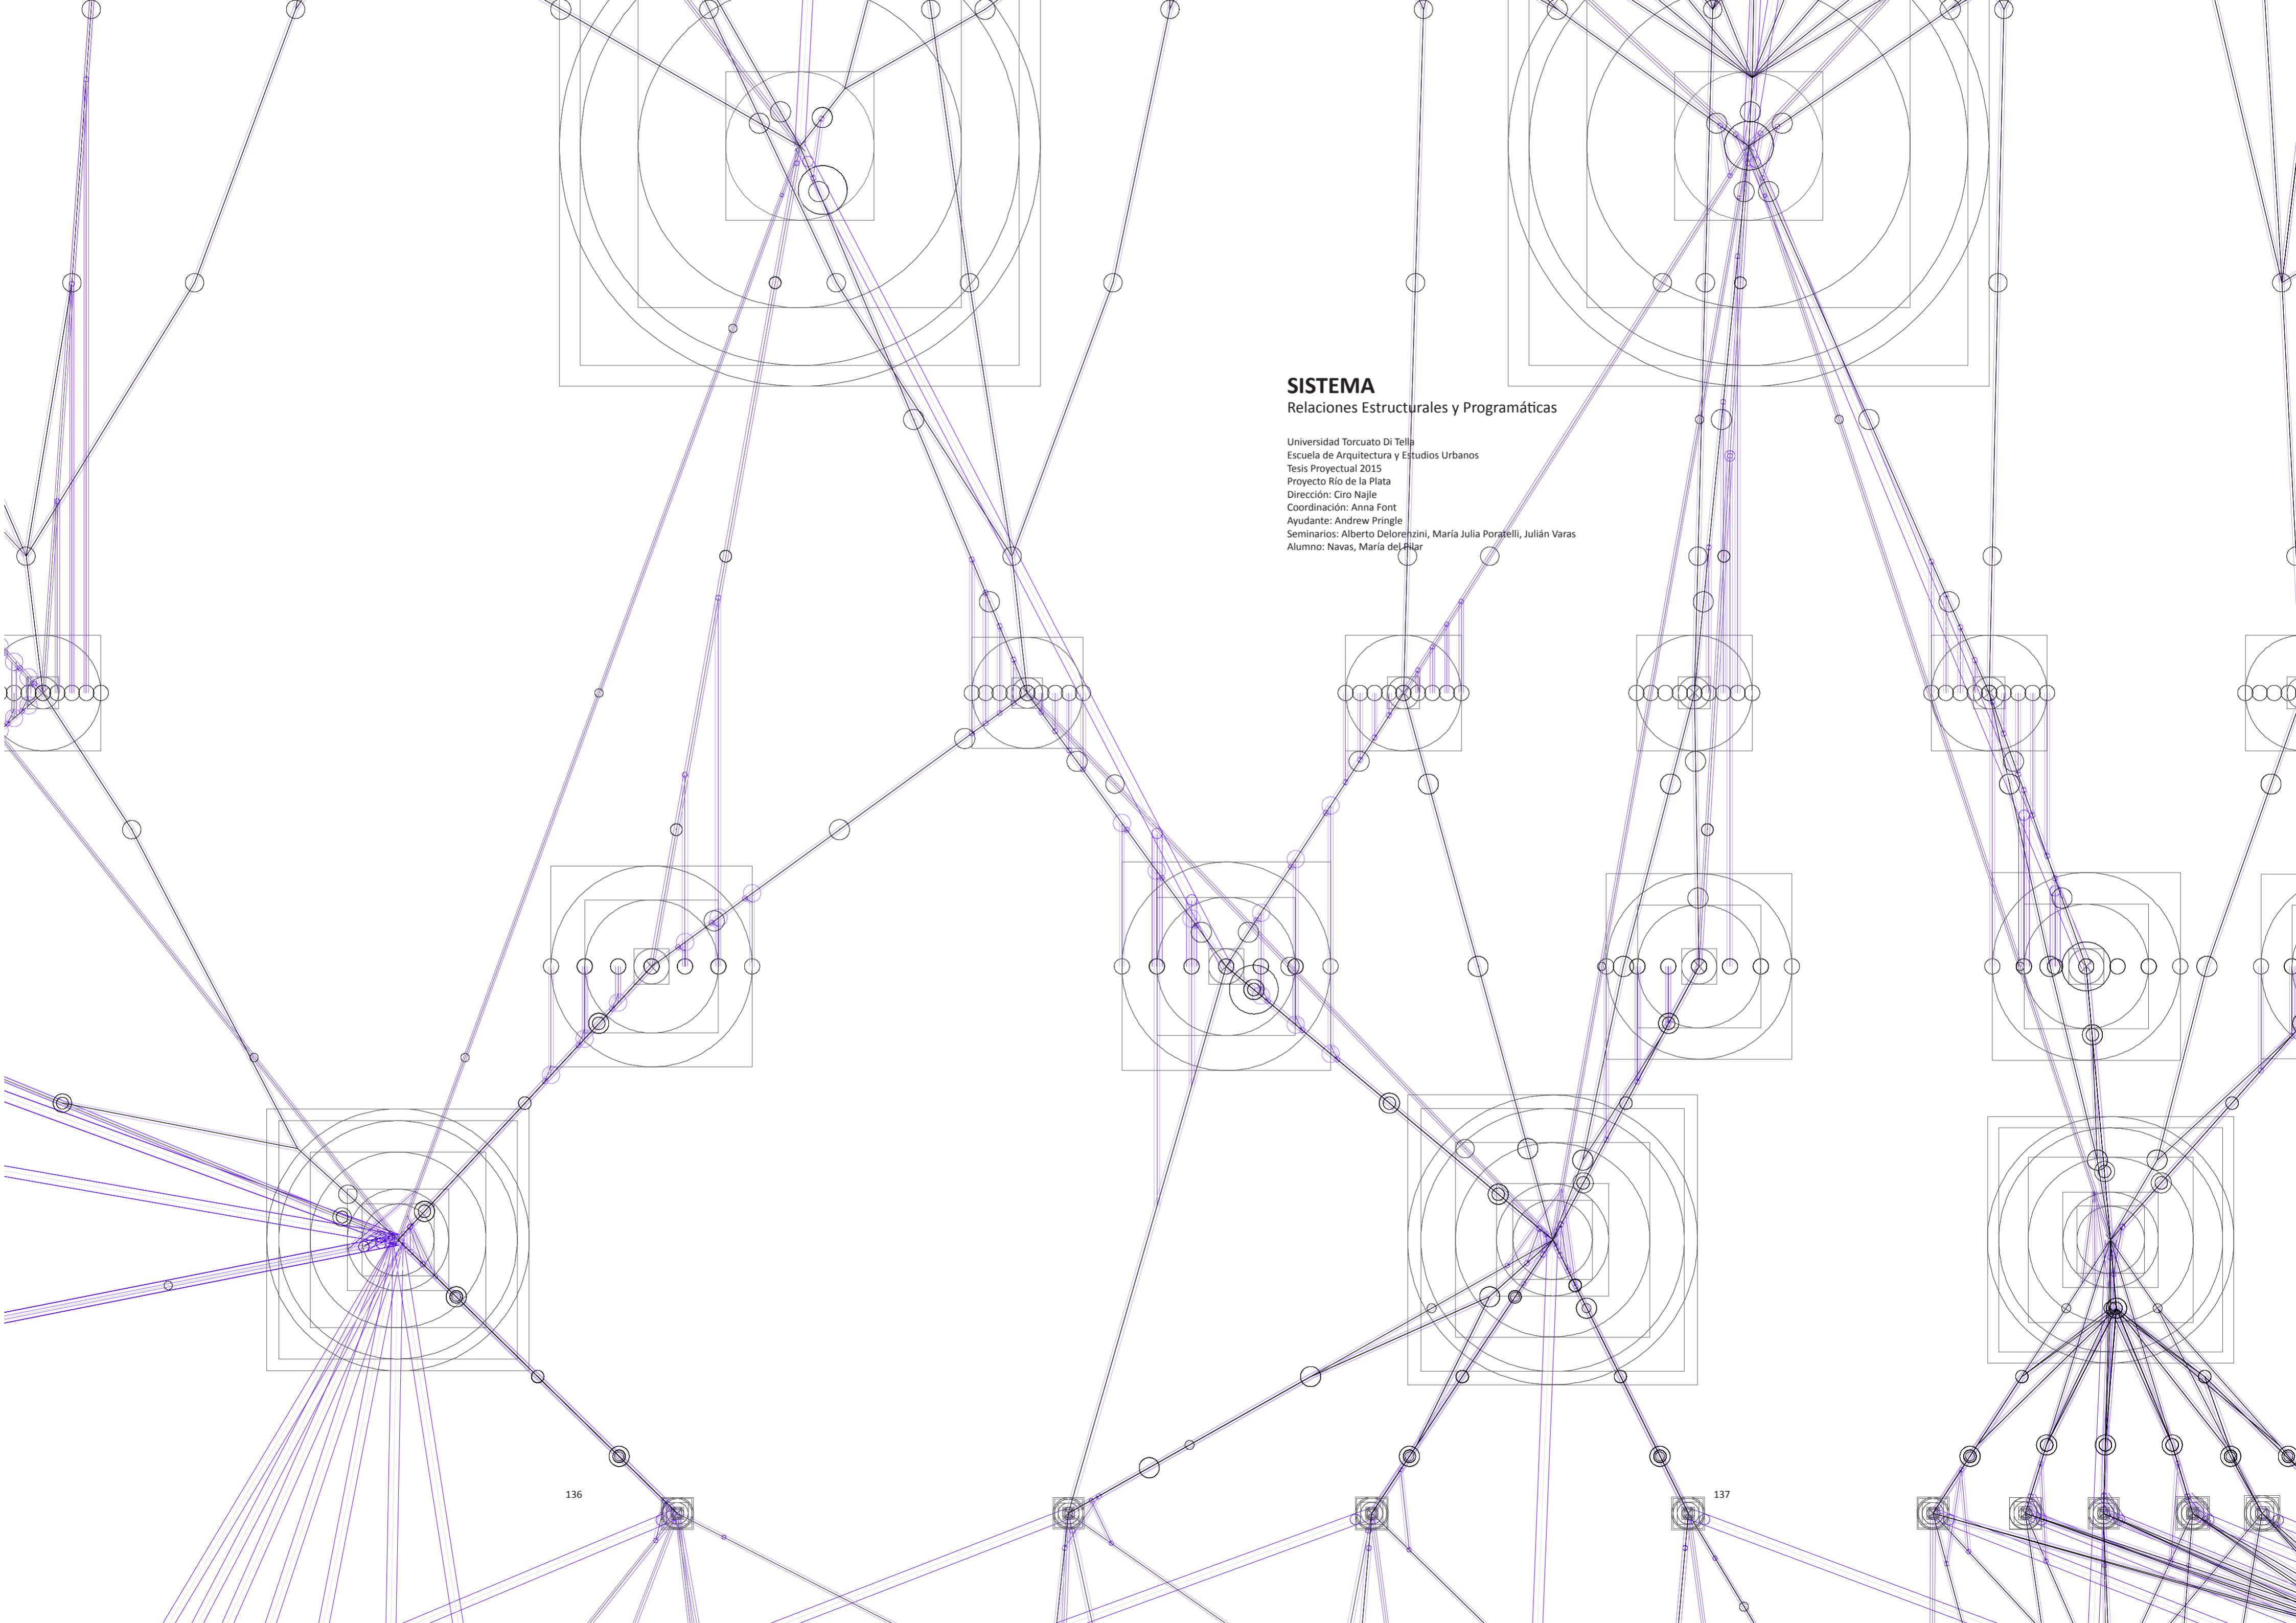 SISTEMA
Relaciones Estructurales y Programáticas
Universidad Torcuato Di Tella
Escuela de Arquitectura y Estudios Urbanos
Tesis Proyectual 2015
Proyecto Río de la Plata
Dirección: Ciro Najle
Coordinación: Anna Font
Ayudante: Andrew Pringle
Seminarios: Alberto Delorenzini, María Julia Poratelli, Julián Varas
Alumno: Navas, María del Pilar
136
137